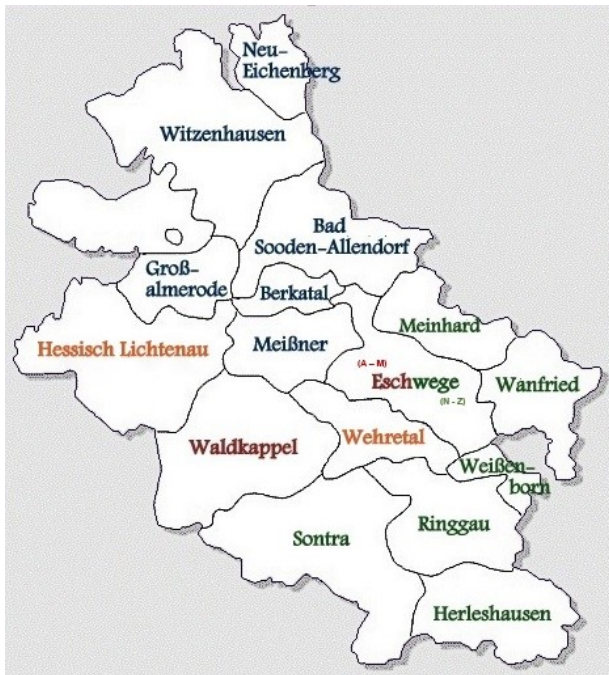 Neu-
Eichenberg
Witzenhausen
Bad
Sooden-Allendorf
Groß-
almerode
Berkatal
Meinhard
Hessisch Lichtenau
Meißner
(A – M)
Eschwege
(N - Z)
Wanfried
Waldkappel
Wehretal
Weißen-
born
Sontra
Ringgau
Herleshausen